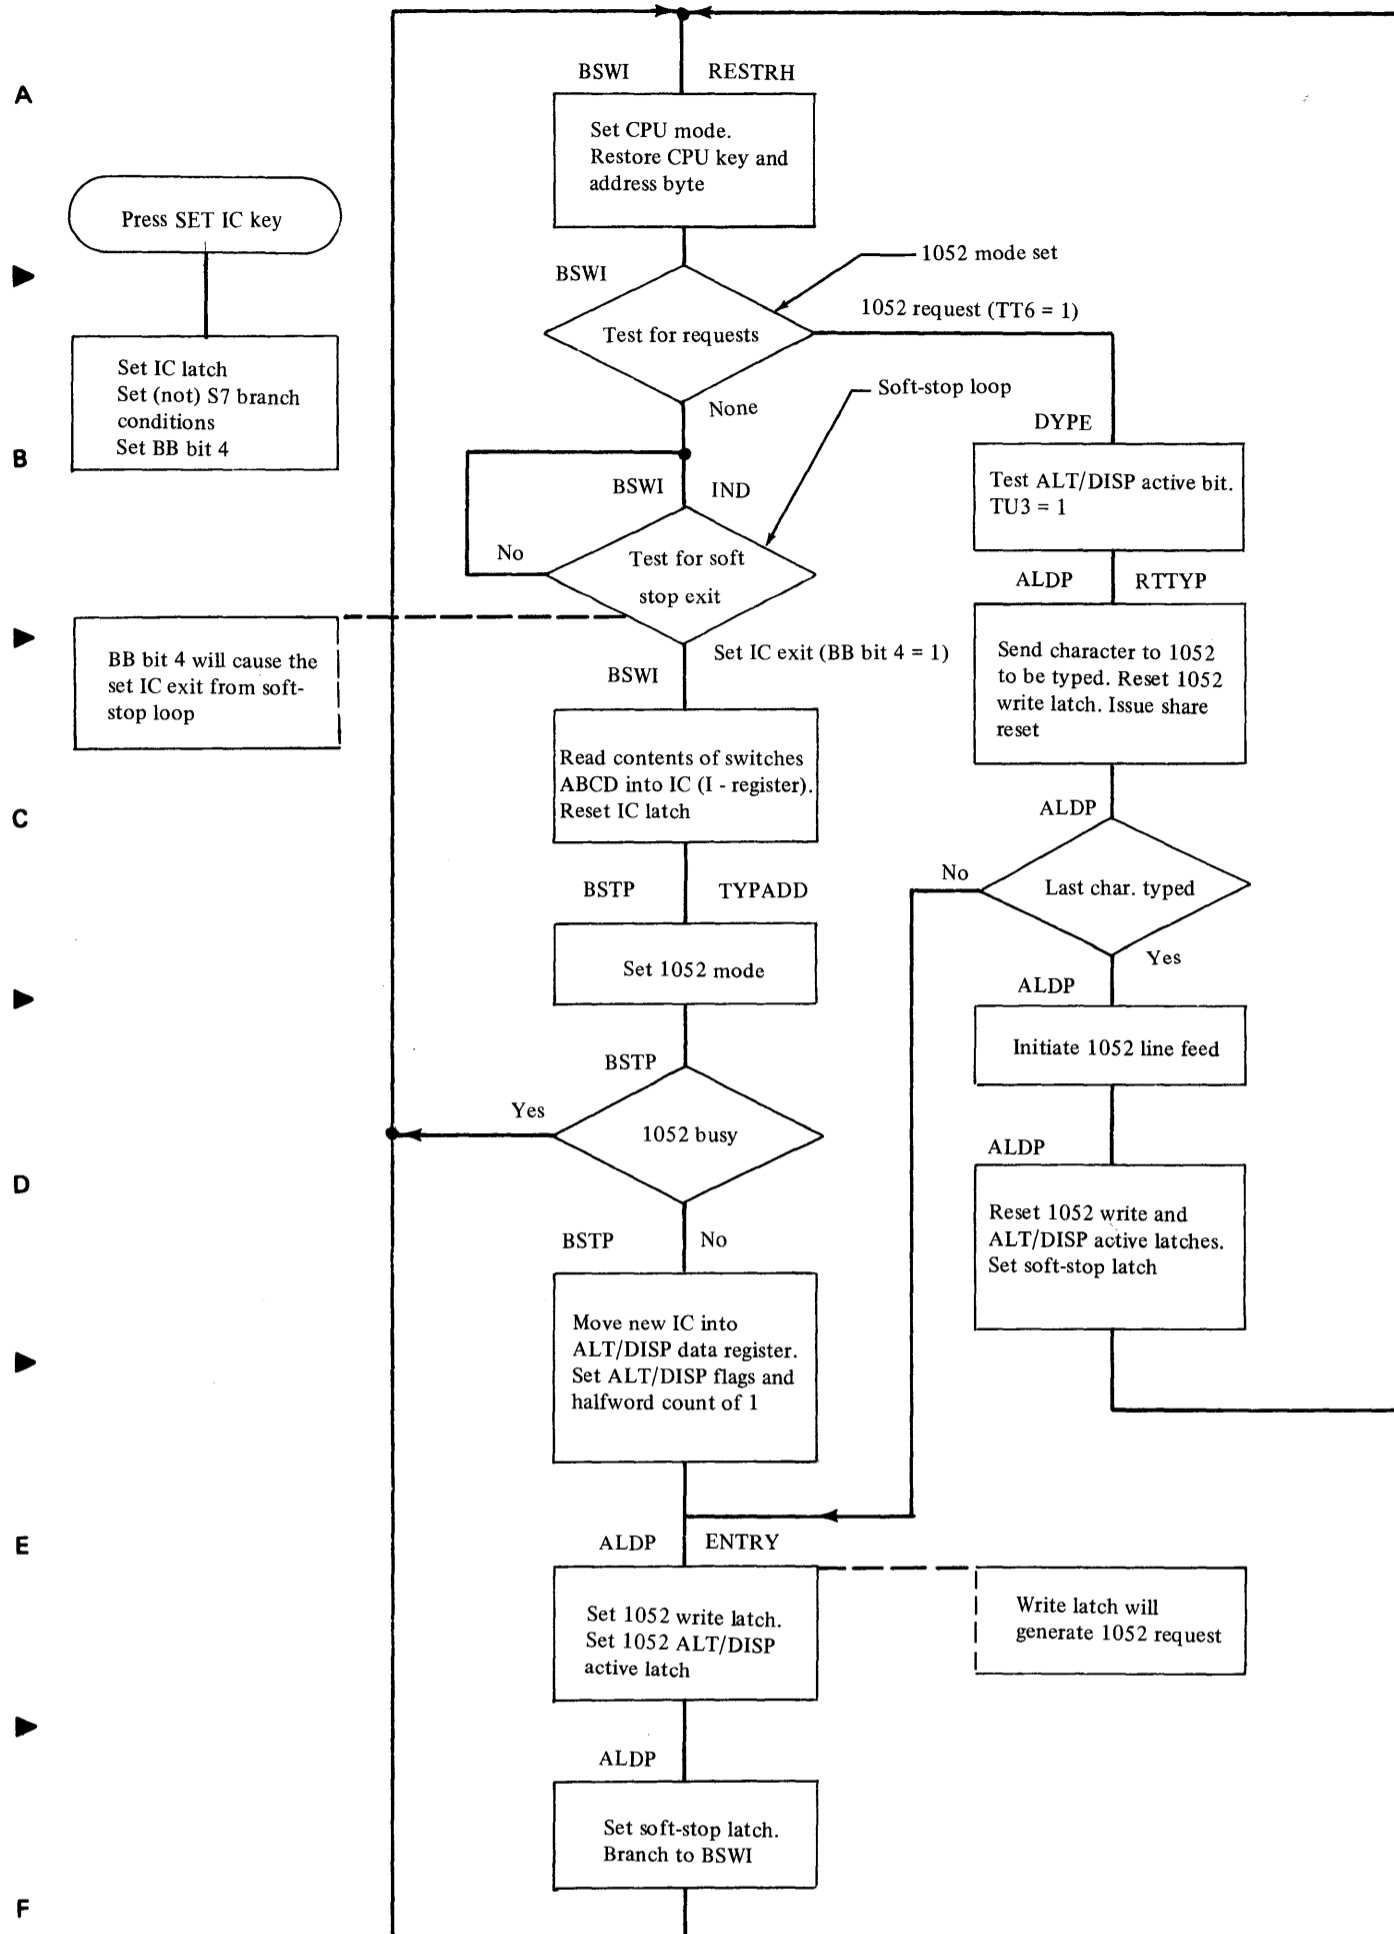 A
BSWI RESTRH
Set CPU mode.
Restore CPU key and
address byte
Press SET IC key
1052 mode set
BSWI
1052 request (TT6 = 1)
Test for requests
Set IC latch
Set (not) S7 branch
conditions
Set BB bit 4
Soft-stop loop
None
DYPE
B
BSWI IND
Test ALT/DISP active bit.
TU3 = 1
No
Test for soft
stop exit
ALDP RTTYP
BB bit 4 will cause the
set IC exit from soft-
stop loop
Set IC exit (BB bit 4 = 1)
BSWI
Send character to 1052
to be typed. Reset 1052
write latch. Issue share
reset
Read contents of switches
ABCD into IC (I - register).
Reset IC latch
C
ALDP
No
Last char. typed
BSTP TYPADD
Yes
Set 1052 mode
ALDP
Initiate 1052 line feed
BSTP
Yes
1052 busy
ALDP
D
BSTP No
Reset 1052 write and
ALT/DISP active latches.
Set soft-stop latch
Move new IC into
ALT/DISP data register.
Set ALT/DISP flags and
halfword count of 1
E
ALDP ENTRY
Set 1052 write latch.
Set 1052 ALT/DISP
active latch
Write latch will
generate 1052 request
ALDP
Set soft-stop latch.
Branch to BSWI
F